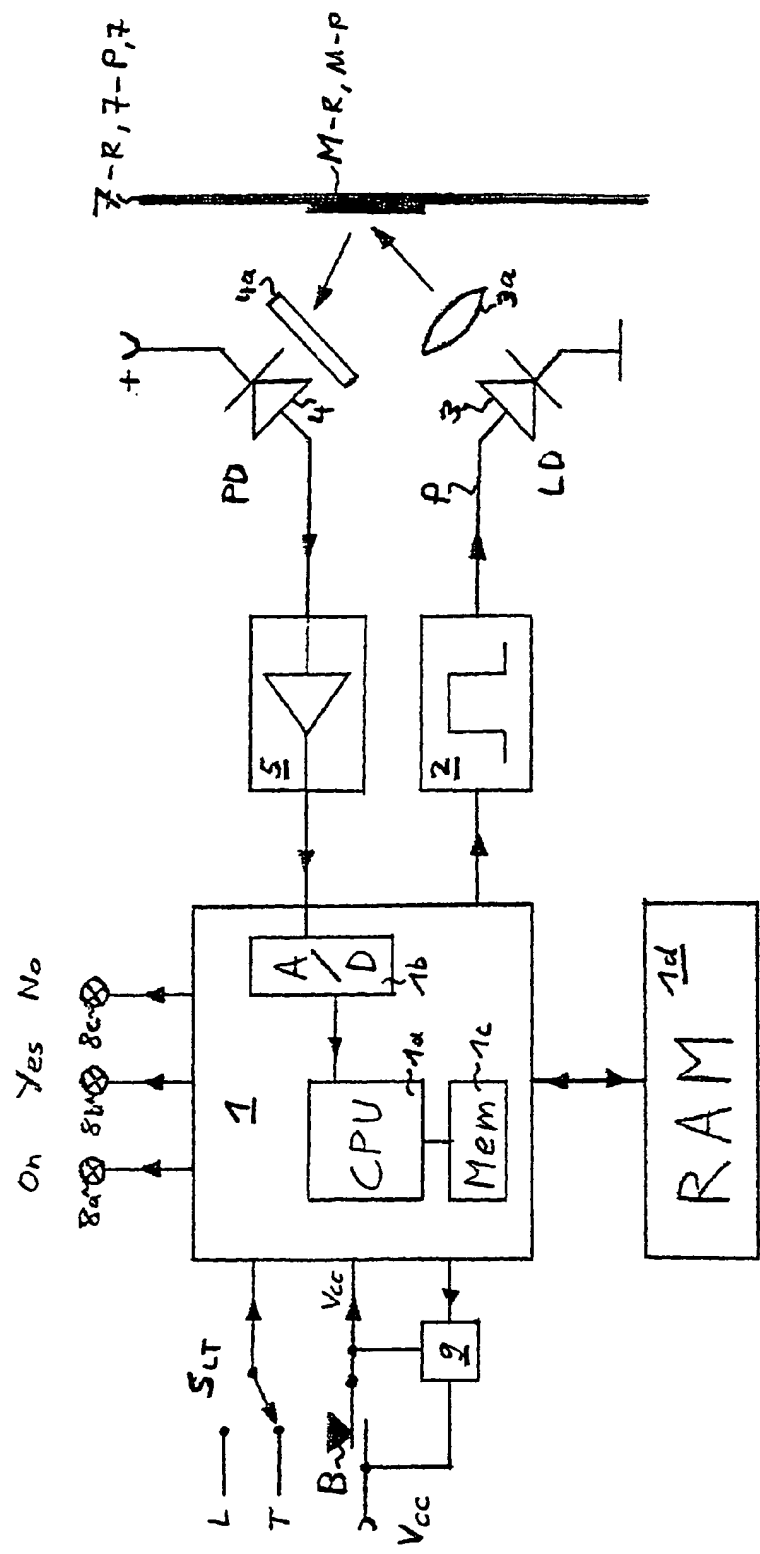 7-R, 7-P, 7
M-R, M-P
4a
3a
+
4
3
PD
P
LD
5
2
On Yes No
8a 8b 8c
1
A/D
1b
CPU
1a
Mem
1c
RAM
1d
L
T
SLT
B
Vcc
Vcc
9